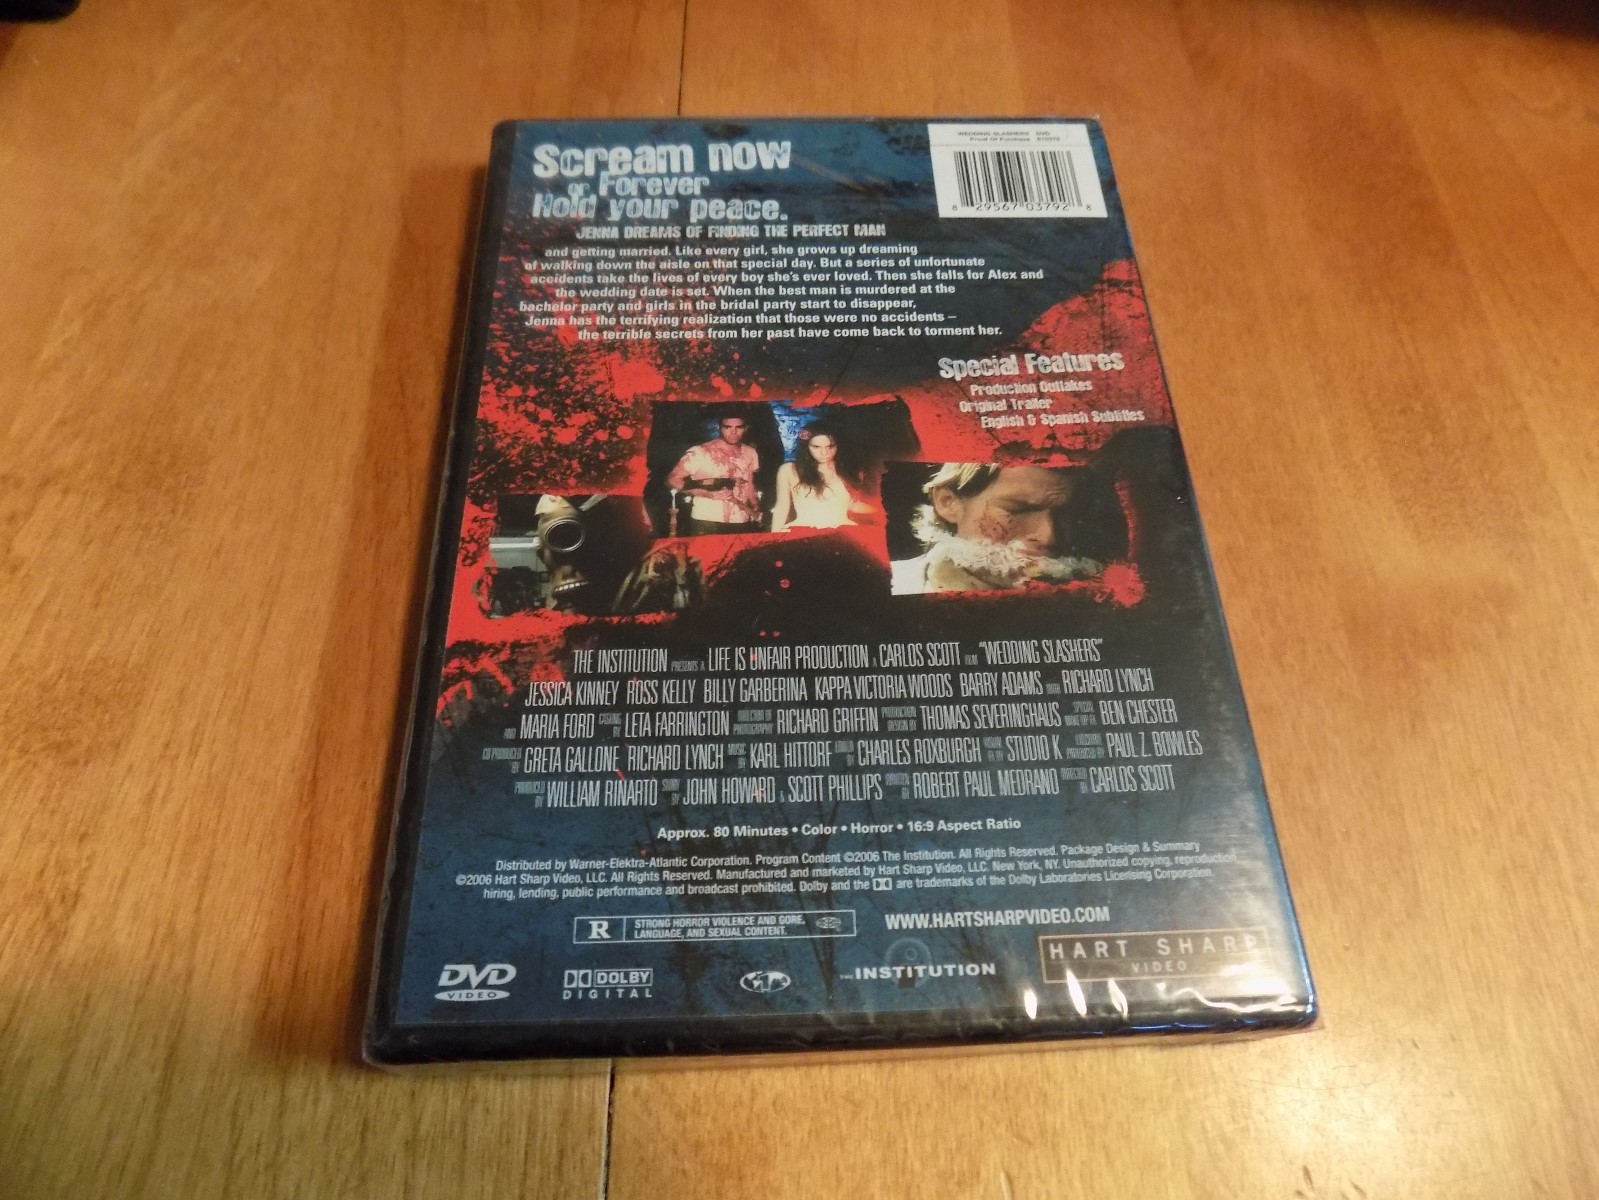 Scream now
or Forever
Hold your peace.
WEDDING SLASHERS DVD
Proof Of Purchase
8 29567 03792 8
JENNA DREAMS OF FINDING THE PERFECT MAN
and getting married. Like every girl, she grows up dreaming
of walking down the aisle on that special day. But a series of unfortunate
accidents take the lives of every boy she's ever loved. Then she falls for Alex and
the wedding date is set. When the best man is murdered at the
bachelor party and girls in the bridal party start to disappear,
Jenna has the terrifying realization that those were no accidents –
the terrible secrets from her past have come back to torment her.
Special Features
Production Outtakes
Original Trailer
English & Spanish Subtitles
THE INSTITUTION PRESENTS A LIFE IS UNFAIR PRODUCTION A CARLOS SCOTT FILM "WEDDING SLASHERS"
JESSICA KINNEY ROSS KELLY BILLY GARBERINA KAPPA VICTORIA WOODS BARRY ADAMS WITH RICHARD LYNCH
AND MARIA FORD CASTING BY LETA FARRINGTON DIRECTOR OF PHOTOGRAPHY RICHARD GRIFFIN PRODUCTION DESIGN BY THOMAS SEVERINGHAUS SPECIAL MAKE UP FX BEN CHESTER
CO PRODUCED BY GRETA GALLONE RICHARD LYNCH MUSIC BY KARL HITTORF EDITED BY CHARLES ROXBURGH VISUAL FX BY STUDIO K EXECUTIVE PRODUCED BY PAUL Z. BOWLES
PRODUCED BY WILLIAM RINARTO STORY BY JOHN HOWARD & SCOTT PHILLIPS WRITTEN BY ROBERT PAUL MEDRANO DIRECTED BY CARLOS SCOTT
Approx. 80 Minutes • Color • Horror • 16:9 Aspect Ratio
Distributed by Warner-Elektra-Atlantic Corporation. Program Content ©2006 The Institution. All Rights Reserved. Package Design & Summary
©2006 Hart Sharp Video, LLC. All Rights Reserved. Manufactured and marketed by Hart Sharp Video, LLC. New York, NY. Unauthorized copying, reproduction,
hiring, lending, public performance and broadcast prohibited. Dolby and the are trademarks of the Dolby Laboratories Licensing Corporation.
R STRONG HORROR VIOLENCE AND GORE,
LANGUAGE, AND SEXUAL CONTENT.
WWW.HARTSHARPVIDEO.COM
DVD
VIDEO
DOLBY
DIGITAL
THE INSTITUTION
HART SHARP
VIDEO